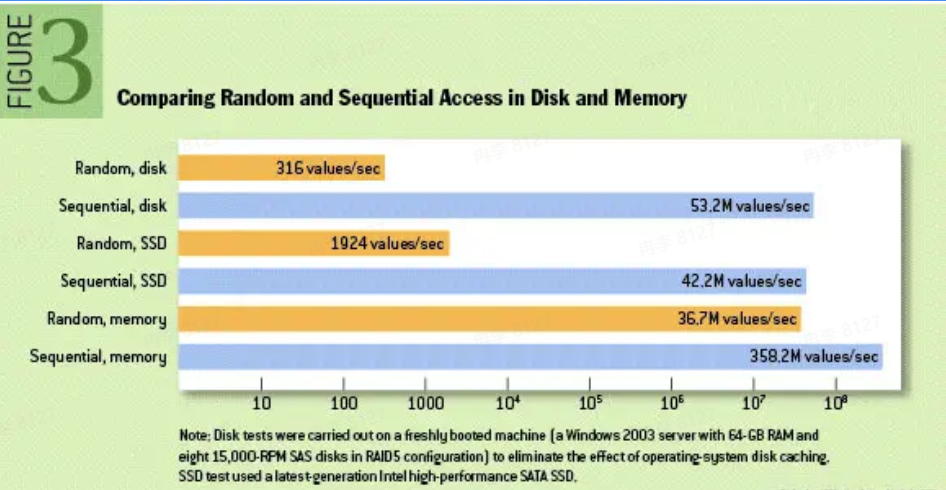 FIGURE
3
Comparing Random and Sequential Access in Disk and Memory
Random, disk 316 values/sec
Sequential, disk 53.2M values/sec
Random, SSD 1924 values/sec
Sequential, SSD 42.2M values/sec
Random, memory 36.7M values/sec
Sequential, memory 358.2M values/sec
10 100 1000 10⁴ 10⁵ 10⁶ 10⁷ 10⁸
Note: Disk tests were carried out on a freshly booted machine (a Windows 2003 server with 64-GB RAM and
eight 15,000-RPM SAS disks in RAID5 configuration) to eliminate the effect of operating-system disk caching.
SSD test used a latest-generation Intel high-performance SATA SSD.